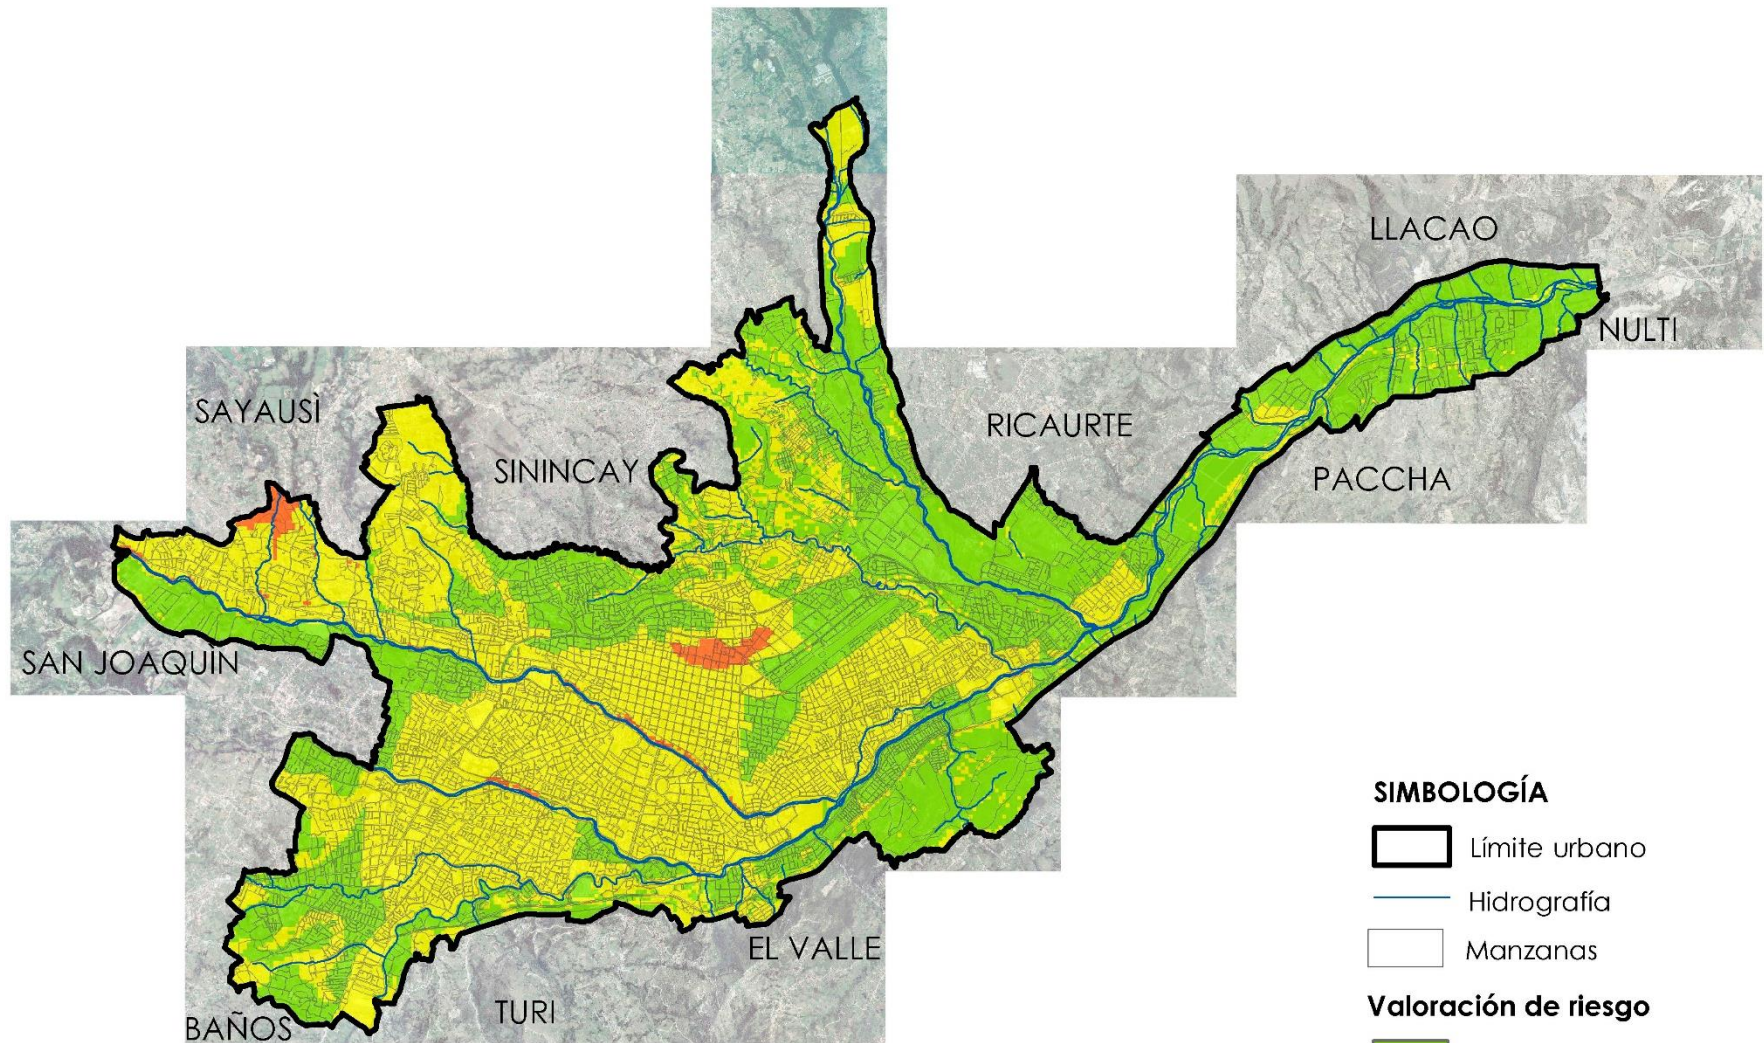 LLACAO
NULTI
SAYAUSÌ
RICAURTE
SININCAY
PACCHA
SAN JOAQUÌN
SIMBOLOGÍA
Límite urbano
Hidrografía
EL VALLE
Manzanas
TURI
Valoración de riesgo
BAÑOS